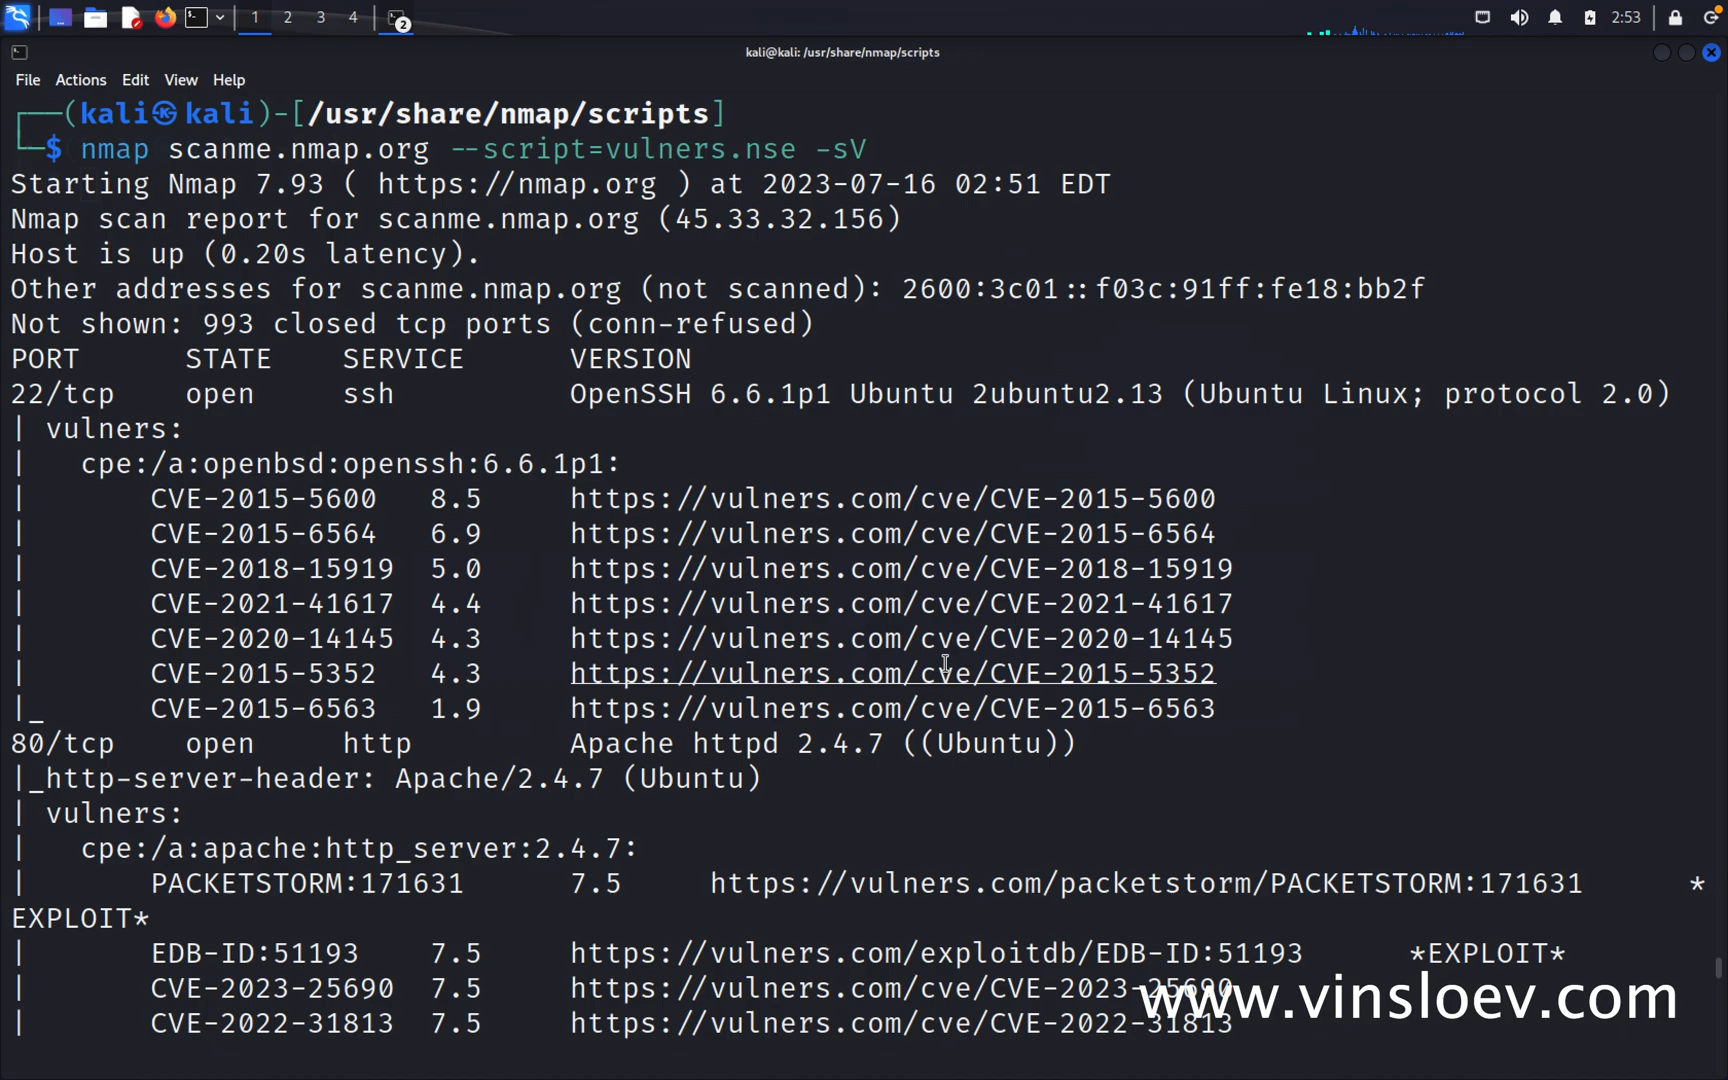 1 2 3 4 2 2:53
kali@kali: /usr/share/nmap/scripts
File Actions Edit View Help
┌──(kali㉿kali)-[/usr/share/nmap/scripts]
└─$ nmap scanme.nmap.org --script=vulners.nse -sV
Starting Nmap 7.93 ( https://nmap.org ) at 2023-07-16 02:51 EDT
Nmap scan report for scanme.nmap.org (45.33.32.156)
Host is up (0.20s latency).
Other addresses for scanme.nmap.org (not scanned): 2600:3c01::f03c:91ff:fe18:bb2f
Not shown: 993 closed tcp ports (conn-refused)
PORT      STATE    SERVICE      VERSION
22/tcp    open     ssh          OpenSSH 6.6.1p1 Ubuntu 2ubuntu2.13 (Ubuntu Linux; protocol 2.0)
| vulners:
|   cpe:/a:openbsd:openssh:6.6.1p1:
|       CVE-2015-5600   8.5     https://vulners.com/cve/CVE-2015-5600
|       CVE-2015-6564   6.9     https://vulners.com/cve/CVE-2015-6564
|       CVE-2018-15919  5.0     https://vulners.com/cve/CVE-2018-15919
|       CVE-2021-41617  4.4     https://vulners.com/cve/CVE-2021-41617
|       CVE-2020-14145  4.3     https://vulners.com/cve/CVE-2020-14145
|       CVE-2015-5352   4.3     https://vulners.com/cve/CVE-2015-5352
|_      CVE-2015-6563   1.9     https://vulners.com/cve/CVE-2015-6563
80/tcp    open     http         Apache httpd 2.4.7 ((Ubuntu))
|_http-server-header: Apache/2.4.7 (Ubuntu)
| vulners:
|   cpe:/a:apache:http_server:2.4.7:
|       PACKETSTORM:171631      7.5     https://vulners.com/packetstorm/PACKETSTORM:171631      *
EXPLOIT*
|       EDB-ID:51193    7.5     https://vulners.com/exploitdb/EDB-ID:51193      *EXPLOIT*
|       CVE-2023-25690  7.5     https://vulners.com/cve/CVE-2023-25690
|       CVE-2022-31813  7.5     https://vulners.com/cve/CVE-2022-31813
www.vinsloev.com